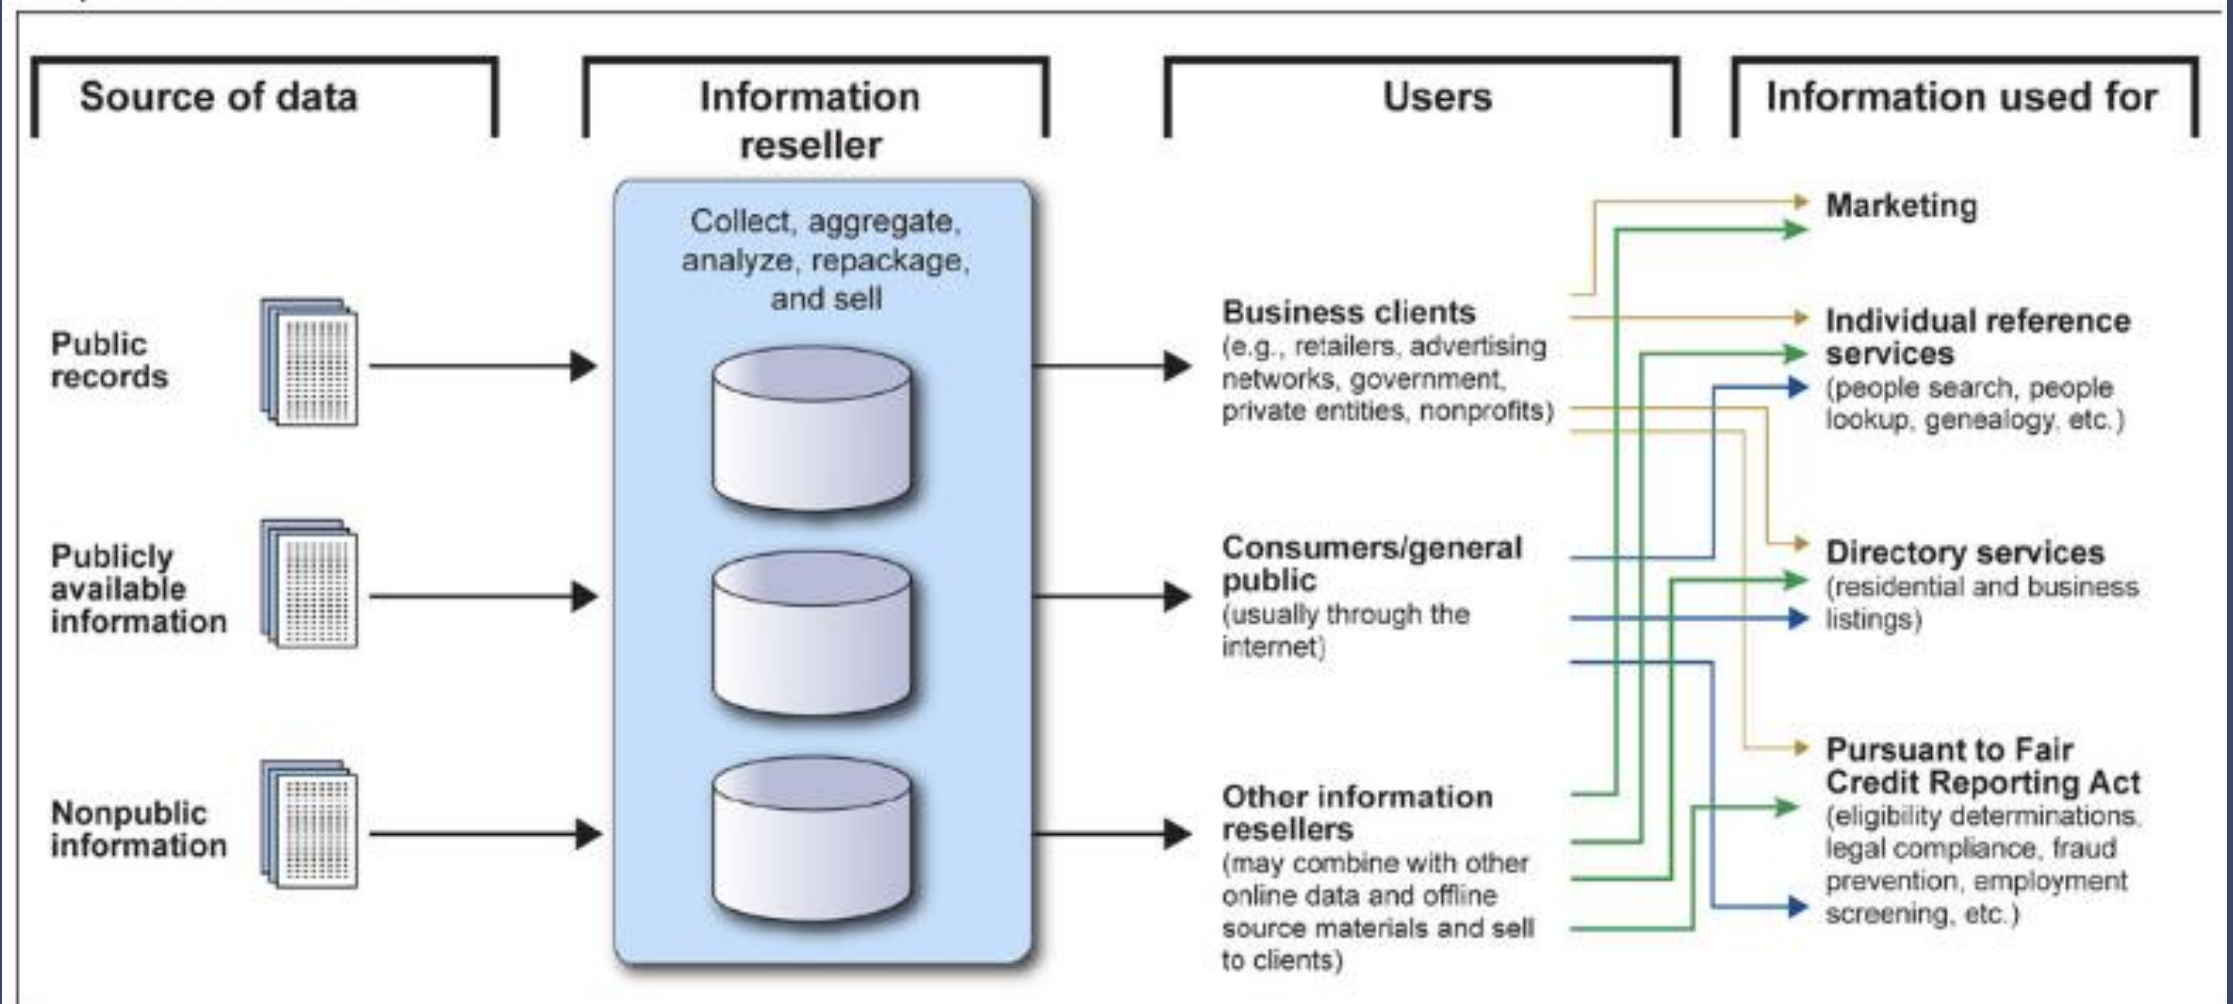 Source of data
Information
reseller
Users
Information used for
Public
records
Publicly
available
information
Nonpublic
information
Collect, aggregate,
analyze, repackage,
and sell
Business clients
(e.g., retailers, advertising
networks, government,
private entities, nonprofits)
Consumers/general
public
(usually through the
internet)
Other information
resellers
(may combine with other
online data and offline
source materials and sell
to clients)
Marketing
Individual reference
services
(people search, people
lookup, genealogy, etc.)
Directory services
(residential and business
listings)
Pursuant to Fair
Credit Reporting Act
(eligibility determinations,
legal compliance, fraud
prevention, employment
screening, etc.)